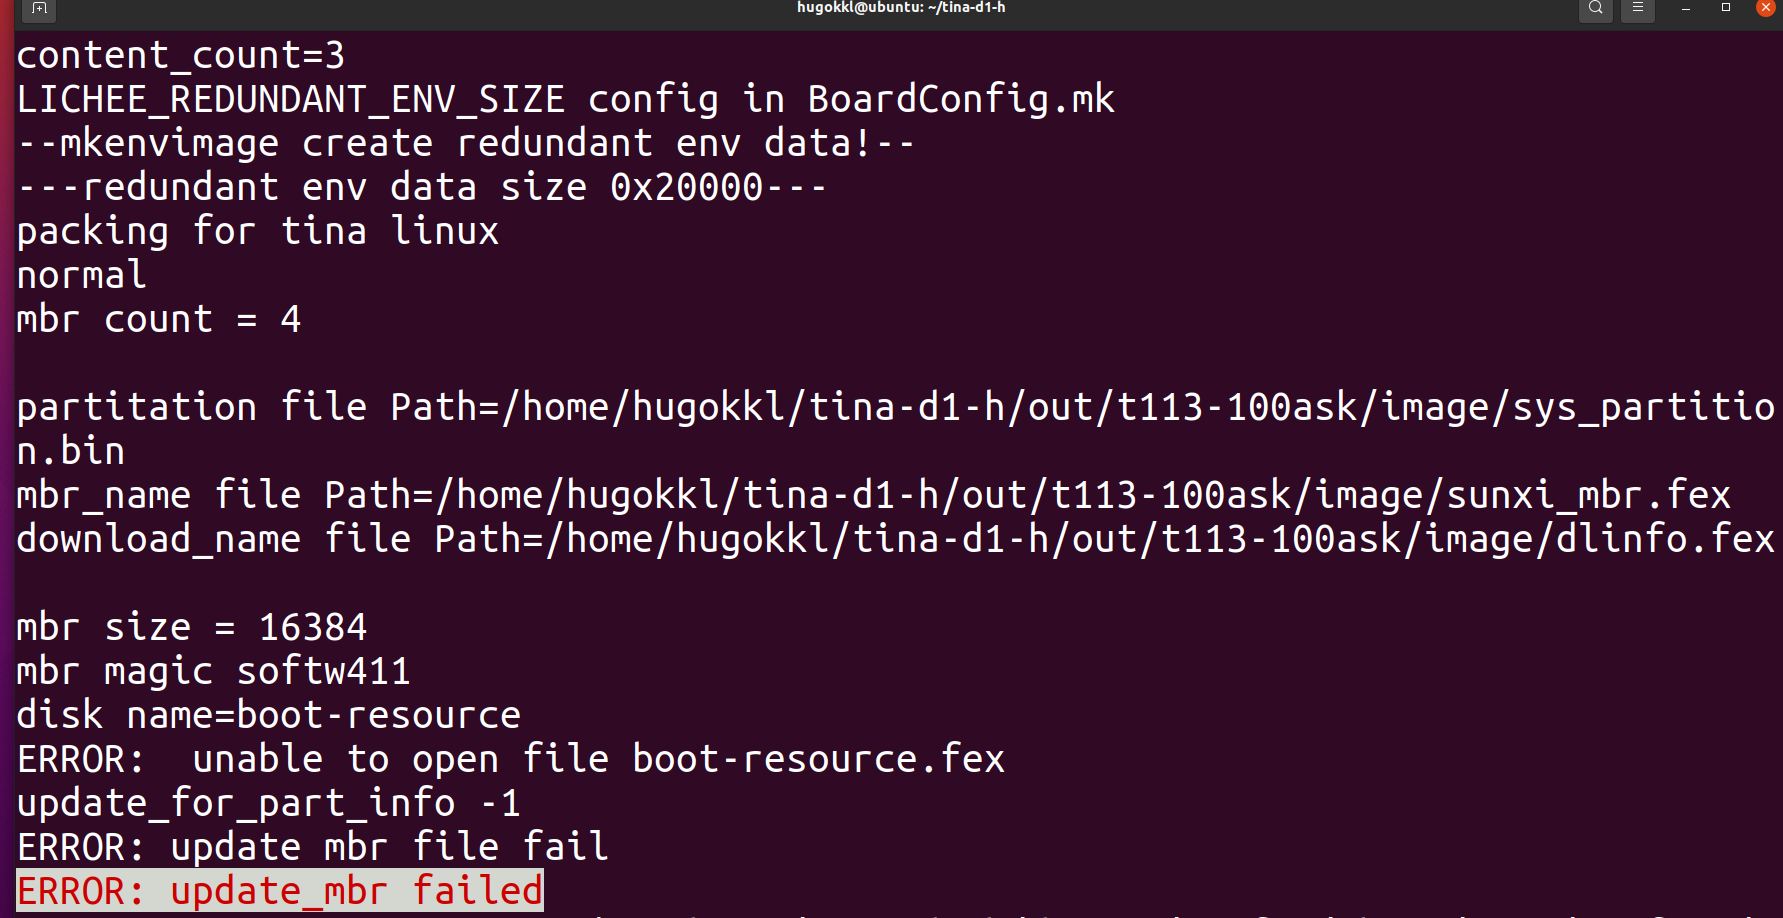 hugokkl@ubuntu: ~/tina-d1-h
content_count=3
LICHEE_REDUNDANT_ENV_SIZE config in BoardConfig.mk
--mkenvimage create redundant env data!--
---redundant env data size 0x20000---
packing for tina linux
normal
mbr count = 4
partitation file Path=/home/hugokkl/tina-d1-h/out/t113-100ask/image/sys_partitio
n.bin
mbr_name file Path=/home/hugokkl/tina-d1-h/out/t113-100ask/image/sunxi_mbr.fex
download_name file Path=/home/hugokkl/tina-d1-h/out/t113-100ask/image/dlinfo.fex
mbr size = 16384
mbr magic softw411
disk name=boot-resource
ERROR:  unable to open file boot-resource.fex
update_for_part_info -1
ERROR: update mbr file fail
ERROR: update_mbr failed